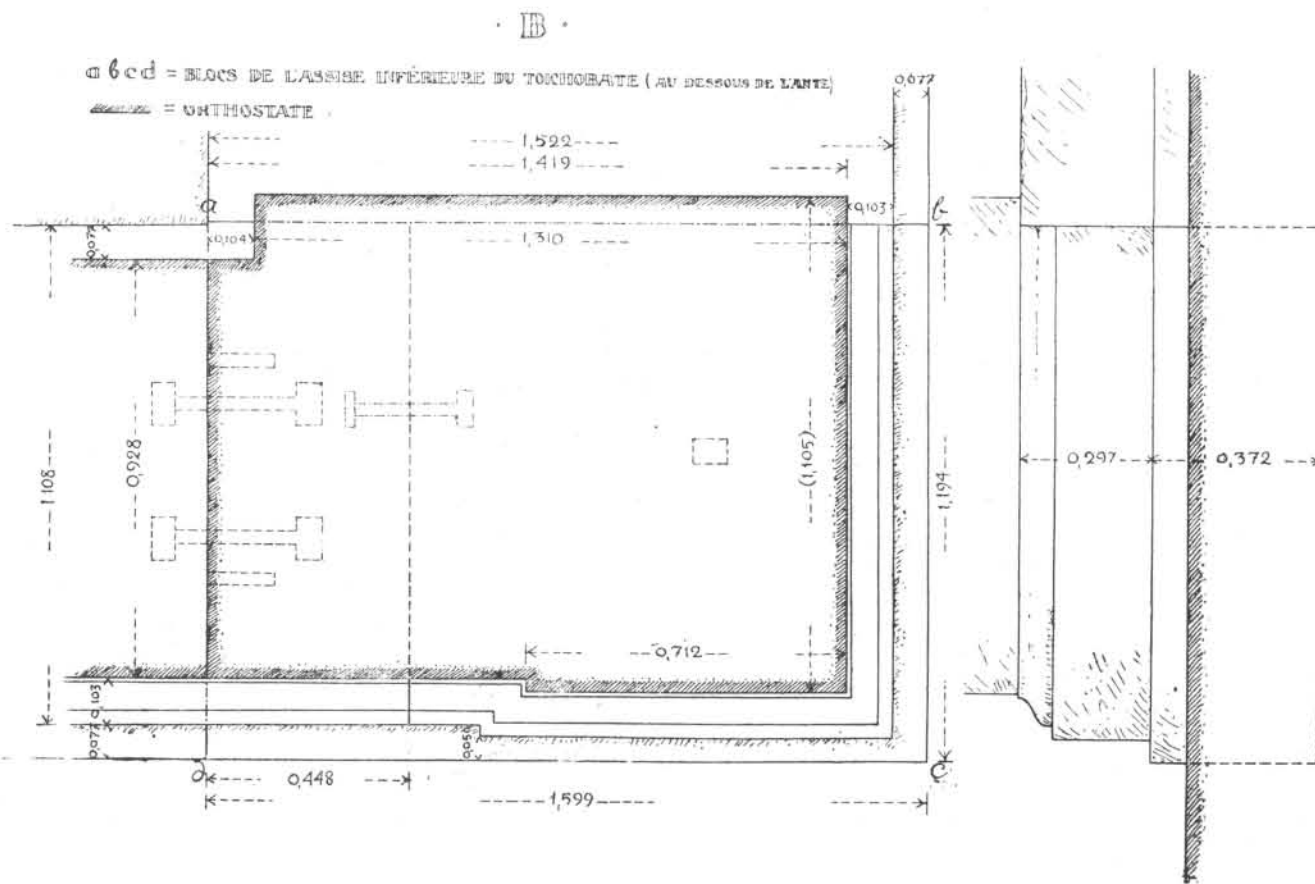 · B ·
a b c d = BLOCS DE L'ASSISE INFÉRIEURE DU TOICHOBATE (AU DESSOUS DE L'ANTE)
= ORTHOSTATE
0,077
1,522
1,419
a
0,103
b
0,077
0,104
1,310
1,108
0,928
(1,105)
1,194
0,297
0,372
0,712
0,103
0,077
0,056
d
0,448
c
1,599